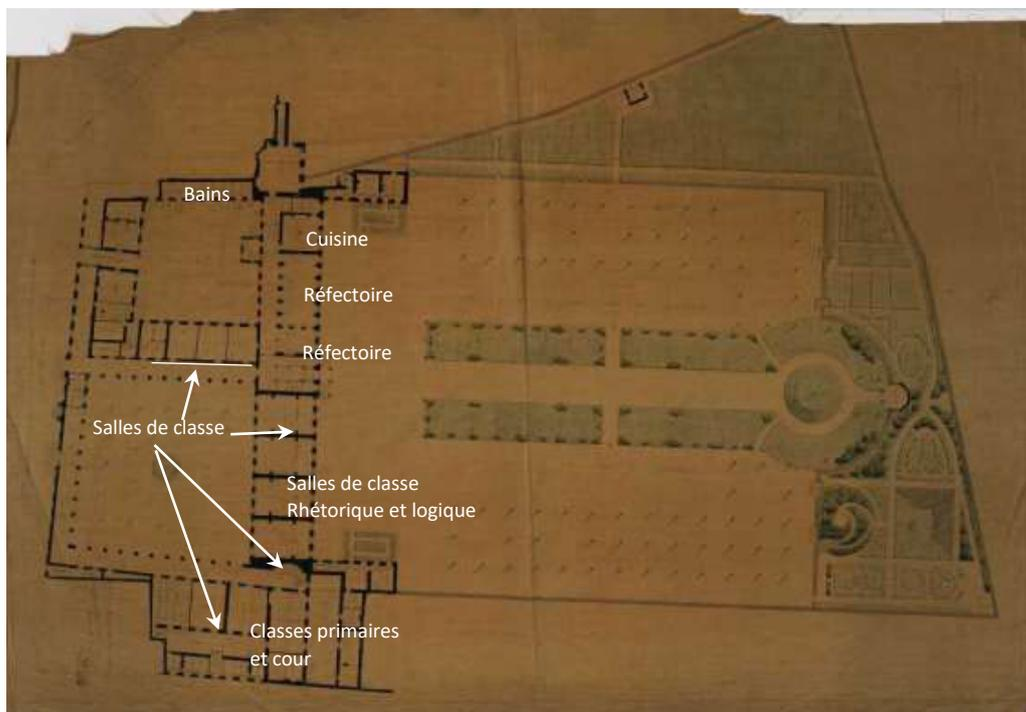 Bains
Cuisine
Réfectoire
Réfectoire
Salles de classe
Salles de classe
Rhétorique et logique
Classes primaires
et cour